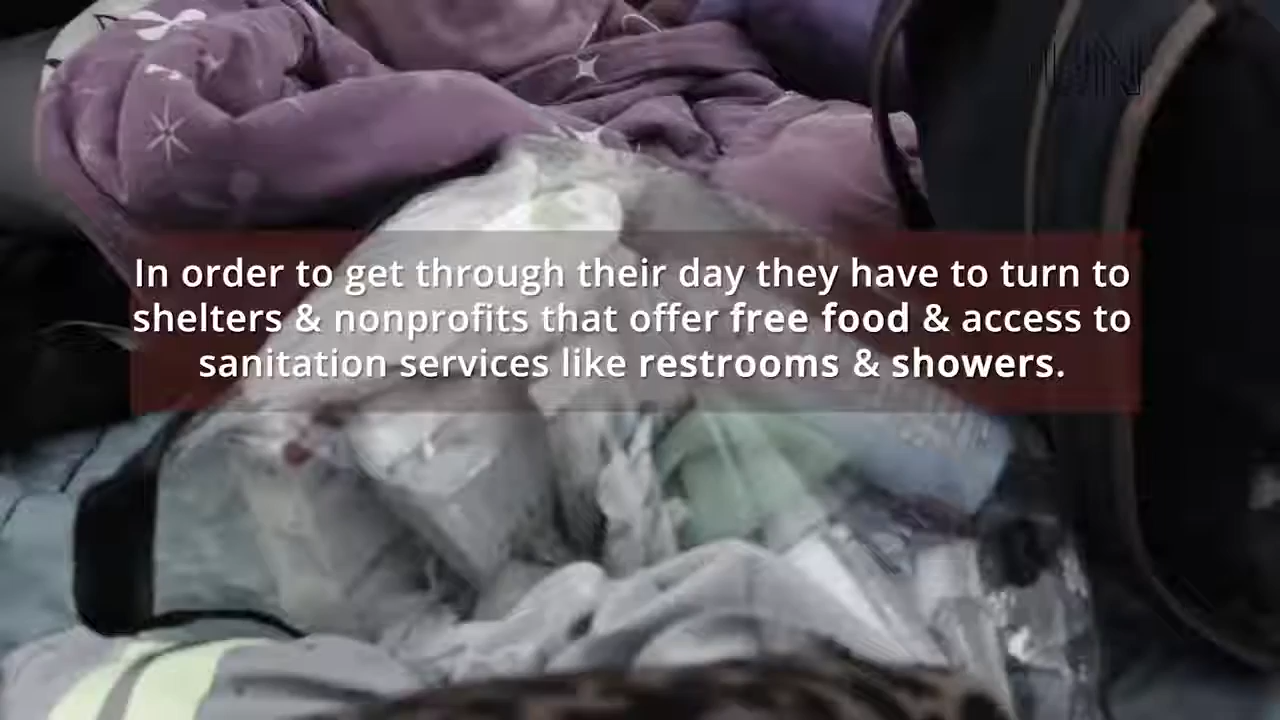 UN
In order to get through their day they have to turn to
shelters & nonprofits that offer free food & access to
sanitation services like restrooms & showers.